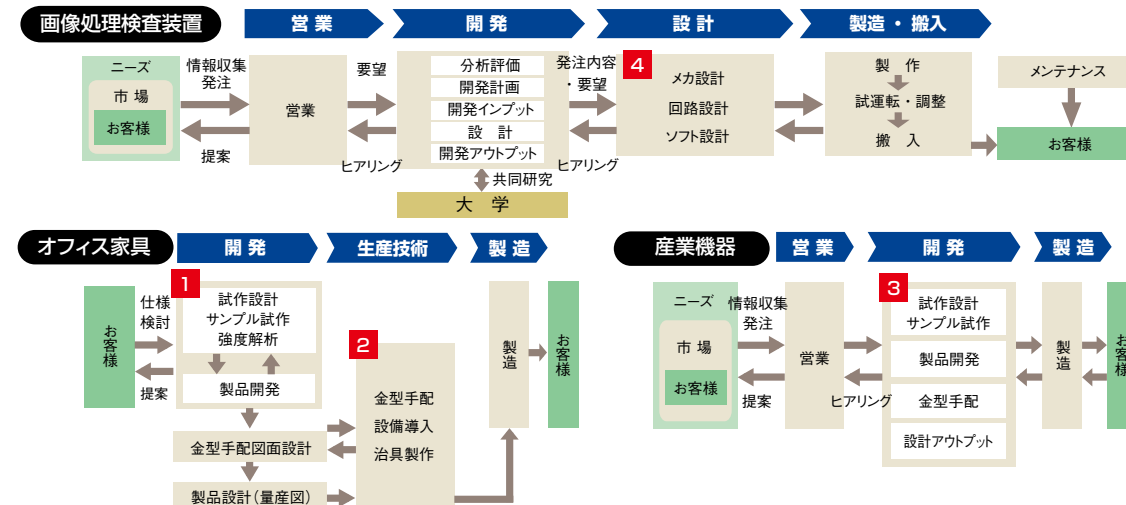 画像処理検査装置
営業
開発
設計
製造・搬入
ニーズ
市場
お客様
情報収集
発注
提案
営業
要望
ヒアリング
分析評価
開発計画
開発インプット
設計
開発アウトプット
共同研究
大学
発注内容
・要望
ヒアリング
4
メカ設計
回路設計
ソフト設計
製作
試運転・調整
搬入
メンテナンス
お客様
オフィス家具
開発
生産技術
製造
お客様
仕様
検討
提案
1
試作設計
サンプル試作
強度解析
製品開発
金型手配図面設計
製品設計(量産図)
2
金型手配
設備導入
治具製作
製造
お客様
産業機器
営業
開発
製造
ニーズ
市場
お客様
情報収集
発注
提案
営業
ヒアリング
3
試作設計
サンプル試作
製品開発
金型手配
設計アウトプット
製造
お客様